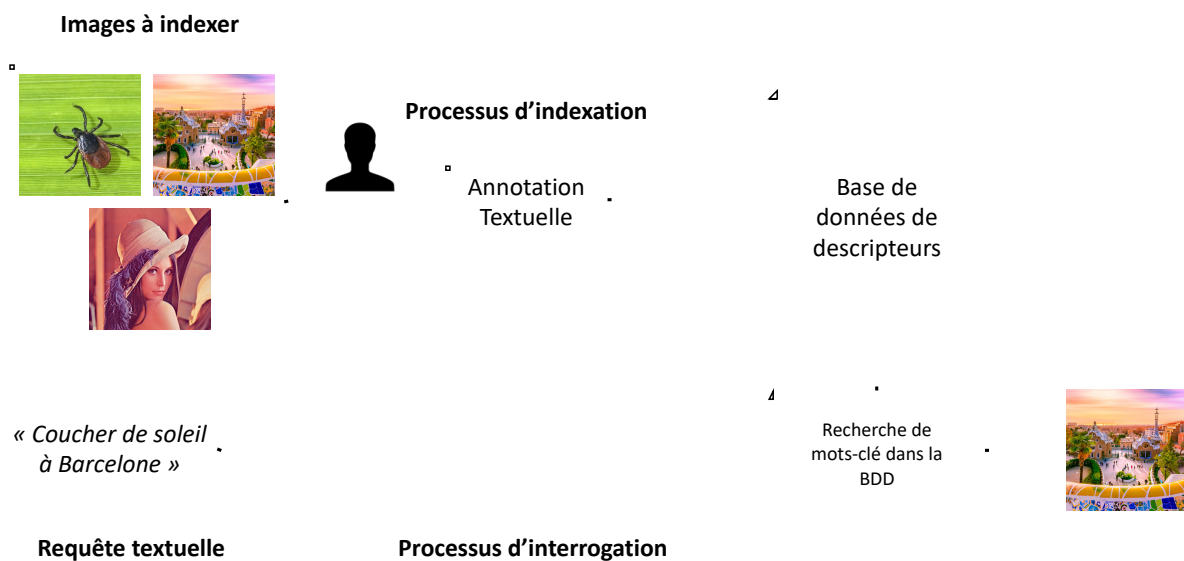 Images à indexer
Processus d’indexation
Annotation
Textuelle
Base de
données de
descripteurs
« Coucher de soleil
à Barcelone »
Recherche de
mots-clé dans la
BDD
Requête textuelle
Processus d’interrogation